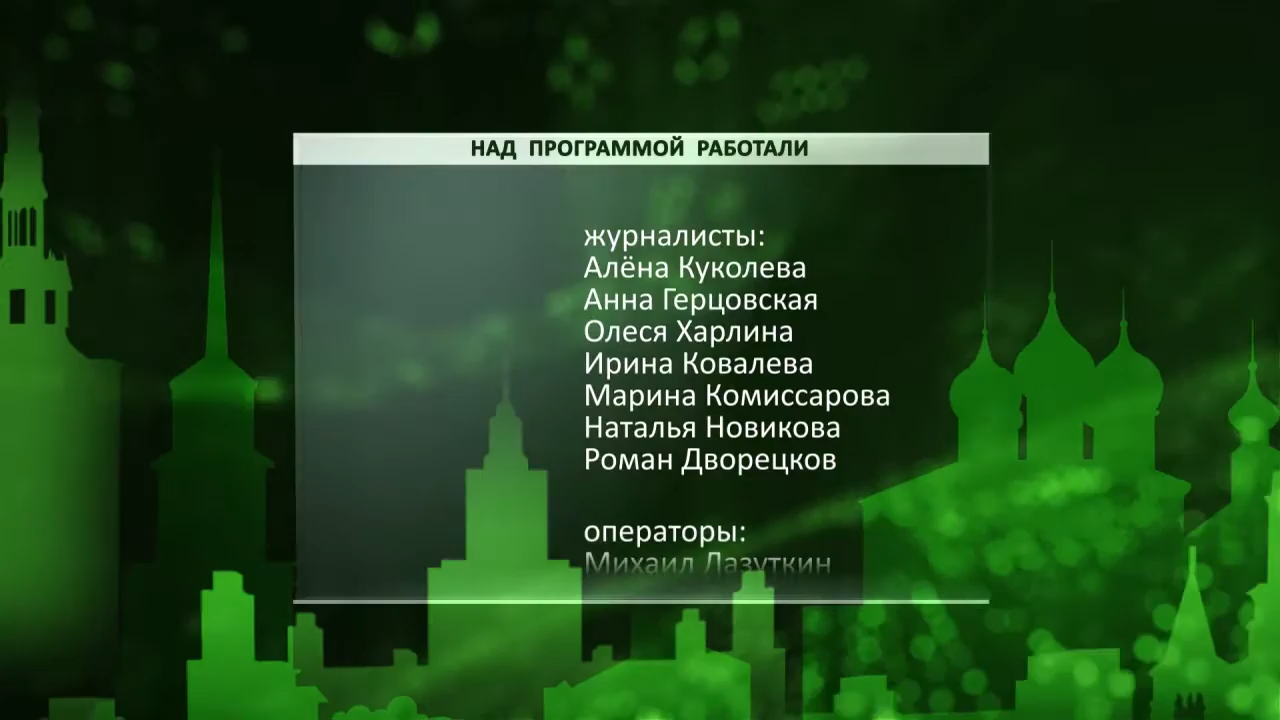 НАД ПРОГРАММОЙ РАБОТАЛИ
журналисты:
Алёна Куколева
Анна Герцовская
Олеся Харлина
Ирина Ковалева
Марина Комиссарова
Наталья Новикова
Роман Дворецков
операторы:
Михаил Лазуткин